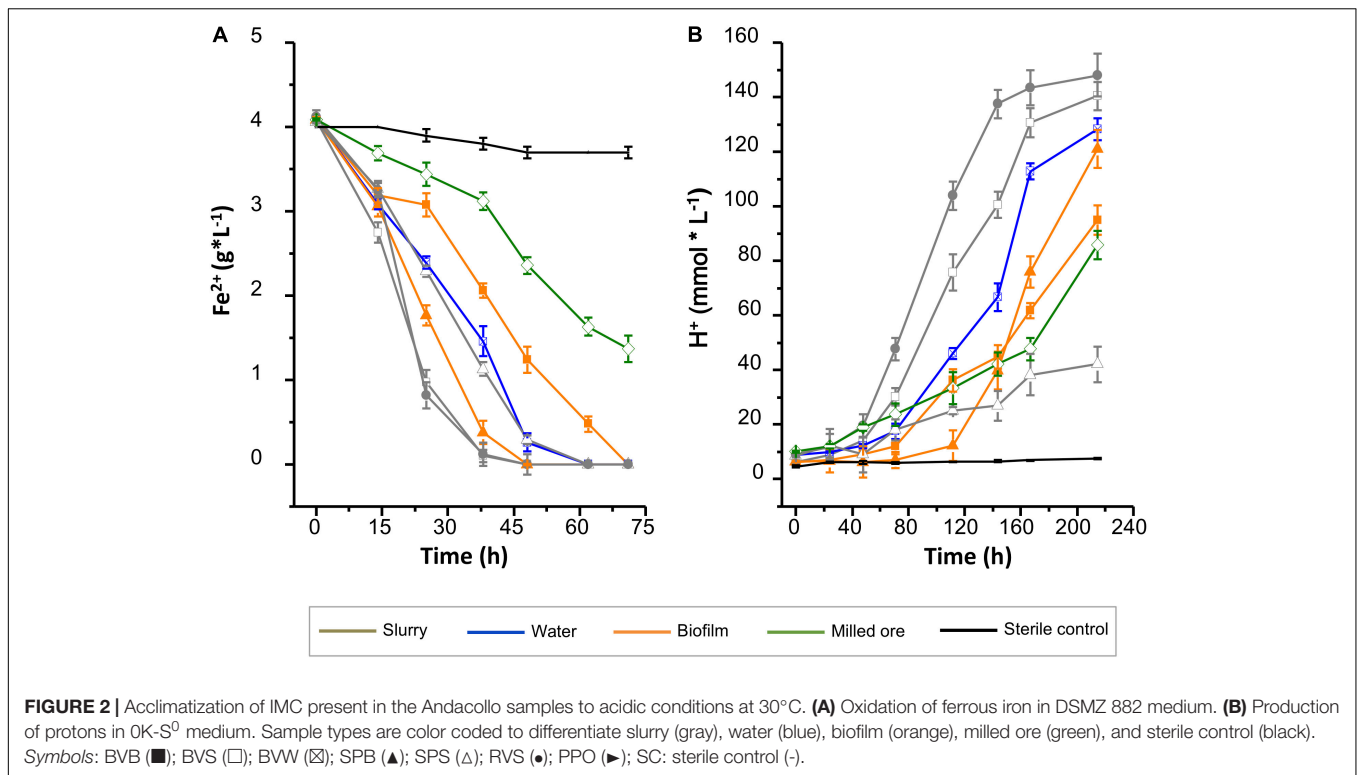 A
5
4
3
2
1
0
Fe²⁺ (g*L⁻¹)
0 15 30 45 60 75
Time (h)
B
160
140
120
100
80
60
40
20
0
H⁺ (mmol * L⁻¹)
0 40 80 120 160 200 240
Time (h)
Slurry Water Biofilm Milled ore Sterile control
FIGURE 2 | Acclimatization of IMC present in the Andacollo samples to acidic conditions at 30°C. (A) Oxidation of ferrous iron in DSMZ 882 medium. (B) Production
of protons in 0K-S⁰ medium. Sample types are color coded to differentiate slurry (gray), water (blue), biofilm (orange), milled ore (green), and sterile control (black).
Symbols: BVB (■); BVS (□); BVW (☒); SPB (▲); SPS (△); RVS (●); PPO (►); SC: sterile control (-).